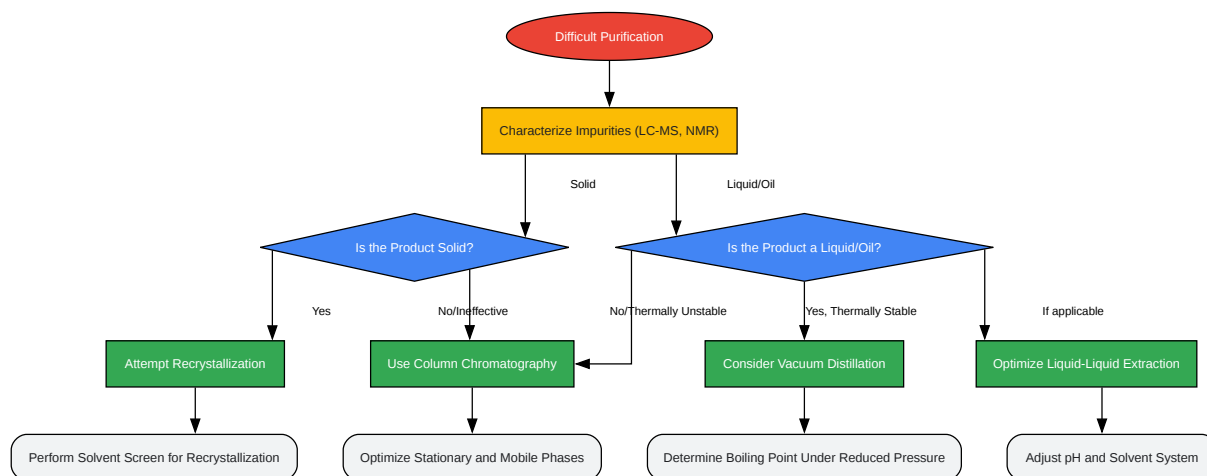 Difficult Purification
Characterize Impurities (LC-MS, NMR)
Solid
Liquid/Oil
Is the Product Solid?
Is the Product a Liquid/Oil?
Yes
No/Ineffective
No/Thermally Unstable
Yes, Thermally Stable
If applicable
Attempt Recrystallization
Use Column Chromatography
Consider Vacuum Distillation
Optimize Liquid-Liquid Extraction
Perform Solvent Screen for Recrystallization
Optimize Stationary and Mobile Phases
Determine Boiling Point Under Reduced Pressure
Adjust pH and Solvent System